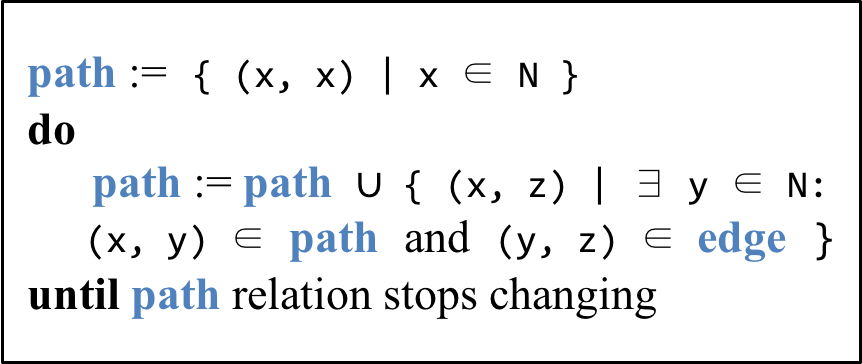 path := { (x, x) | x ∈ N }
do
path := path ∪ { (x, z) | ∃ y ∈ N:
(x, y) ∈ path and (y, z) ∈ edge }
until path relation stops changing